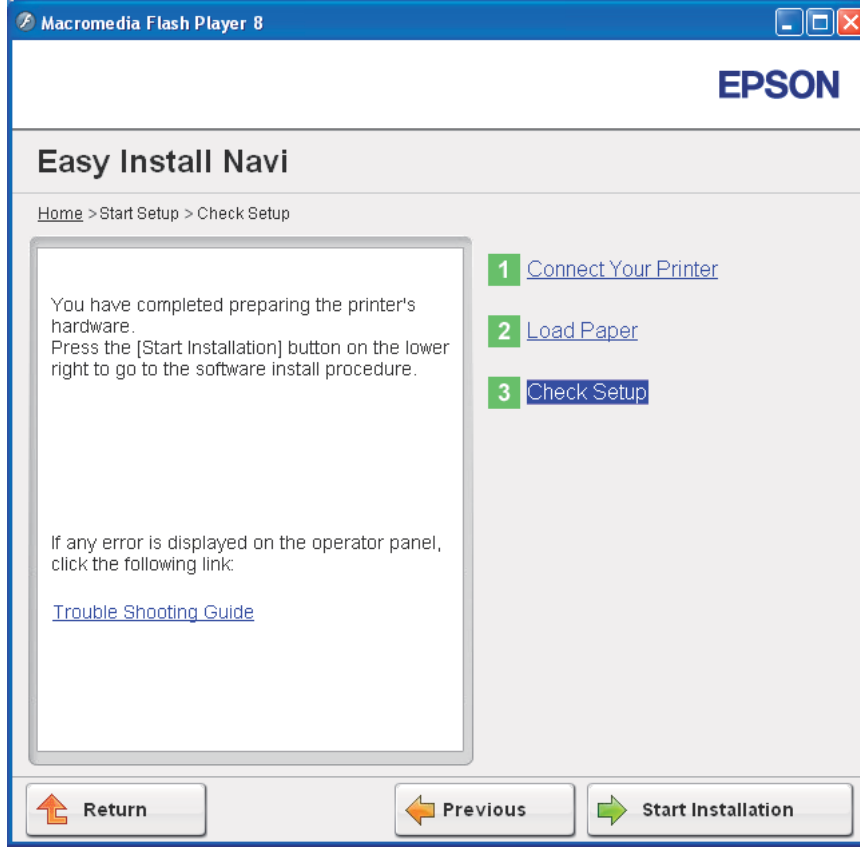 Macromedia Flash Player 8
EPSON
Easy Install Navi
Home > Start Setup > Check Setup
You have completed preparing the printer's
hardware.
Press the [Start Installation] button on the lower
right to go to the software install procedure.
If any error is displayed on the operator panel,
click the following link:
Trouble Shooting Guide
1 Connect Your Printer
2 Load Paper
3 Check Setup
Return
Previous
Start Installation